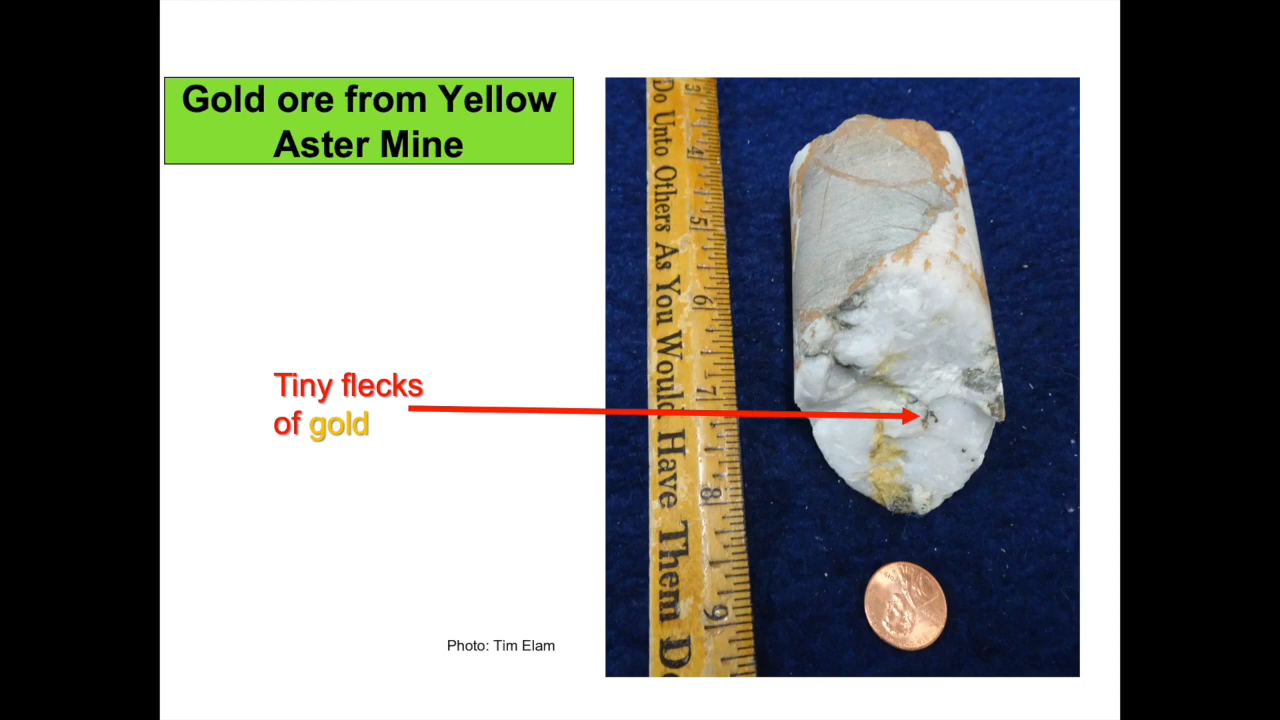 Gold ore from Yellow
Aster Mine
Tiny flecks
of gold
Photo: Tim Elam
Do Unto Others As You Would Have Them Do
3
4
5
6
7
8
9